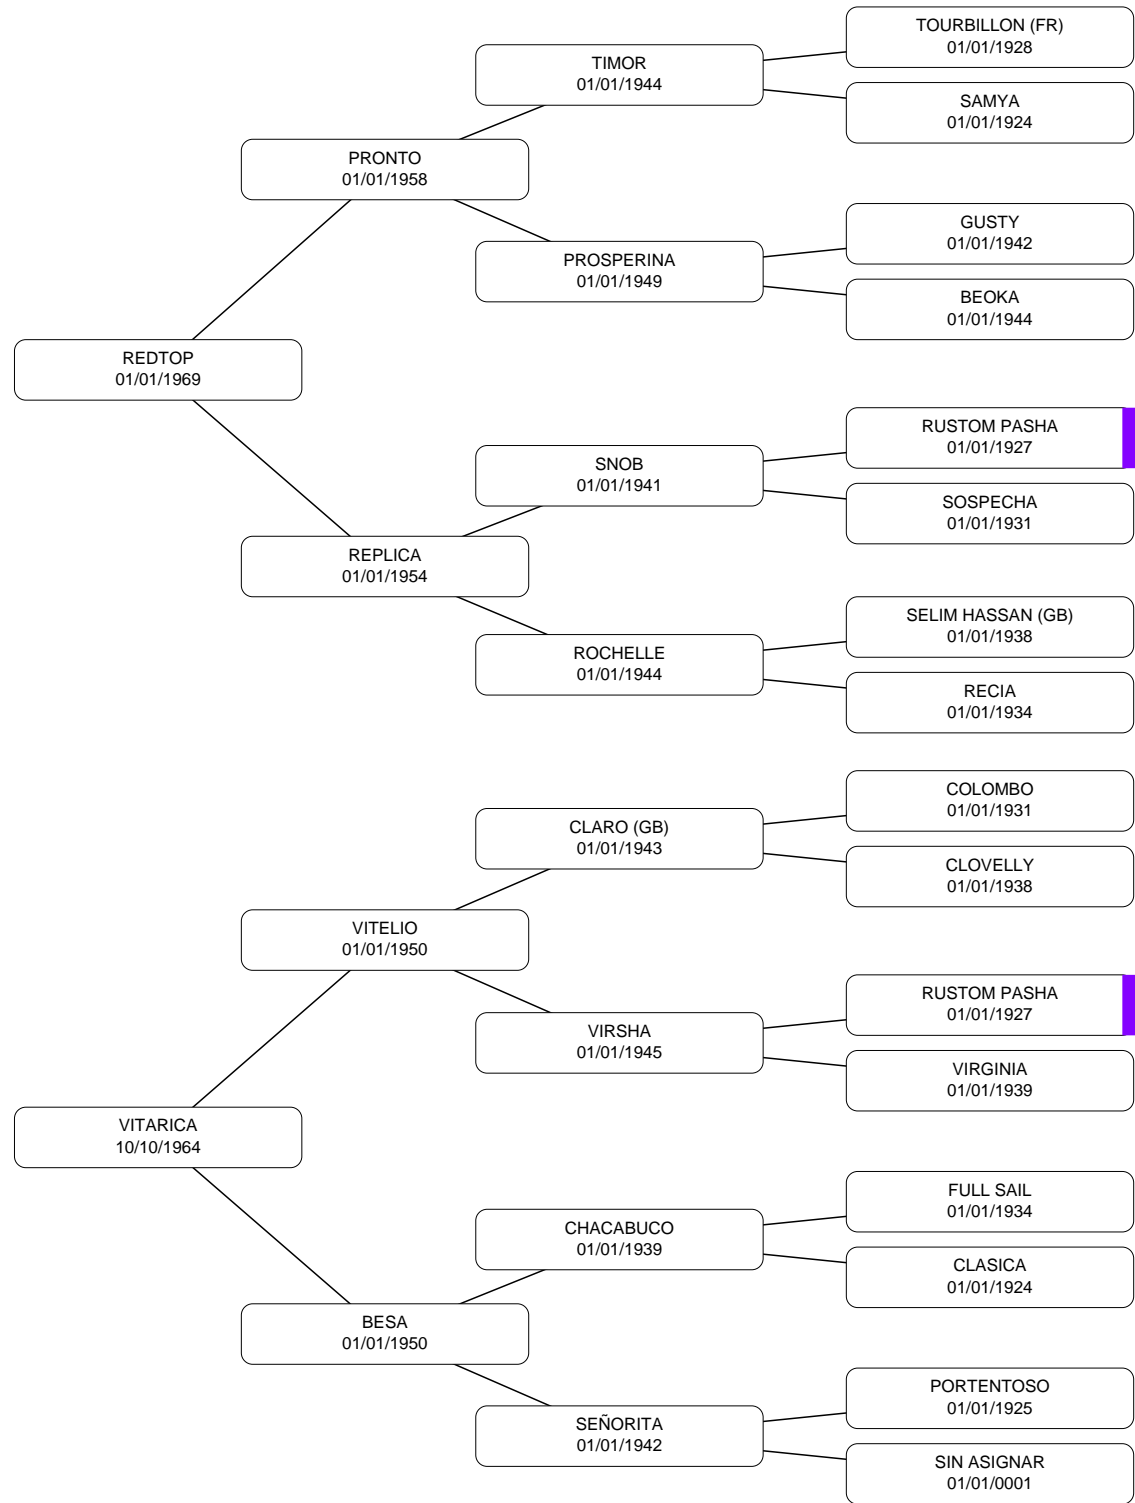 TOURBILLON (FR)
01/01/1928
TIMOR
01/01/1944
SAMYA
01/01/1924
PRONTO
01/01/1958
GUSTY
01/01/1942
PROSPERINA
01/01/1949
BEOKA
01/01/1944
REDTOP
01/01/1969
RUSTOM PASHA
01/01/1927
SNOB
01/01/1941
SOSPECHA
01/01/1931
REPLICA
01/01/1954
SELIM HASSAN (GB)
01/01/1938
ROCHELLE
01/01/1944
RECIA
01/01/1934
COLOMBO
01/01/1931
CLARO (GB)
01/01/1943
CLOVELLY
01/01/1938
VITELIO
01/01/1950
RUSTOM PASHA
01/01/1927
VIRSHA
01/01/1945
VIRGINIA
01/01/1939
VITARICA
10/10/1964
FULL SAIL
01/01/1934
CHACABUCO
01/01/1939
CLASICA
01/01/1924
BESA
01/01/1950
PORTENTOSO
01/01/1925
SEÑORITA
01/01/1942
SIN ASIGNAR
01/01/0001